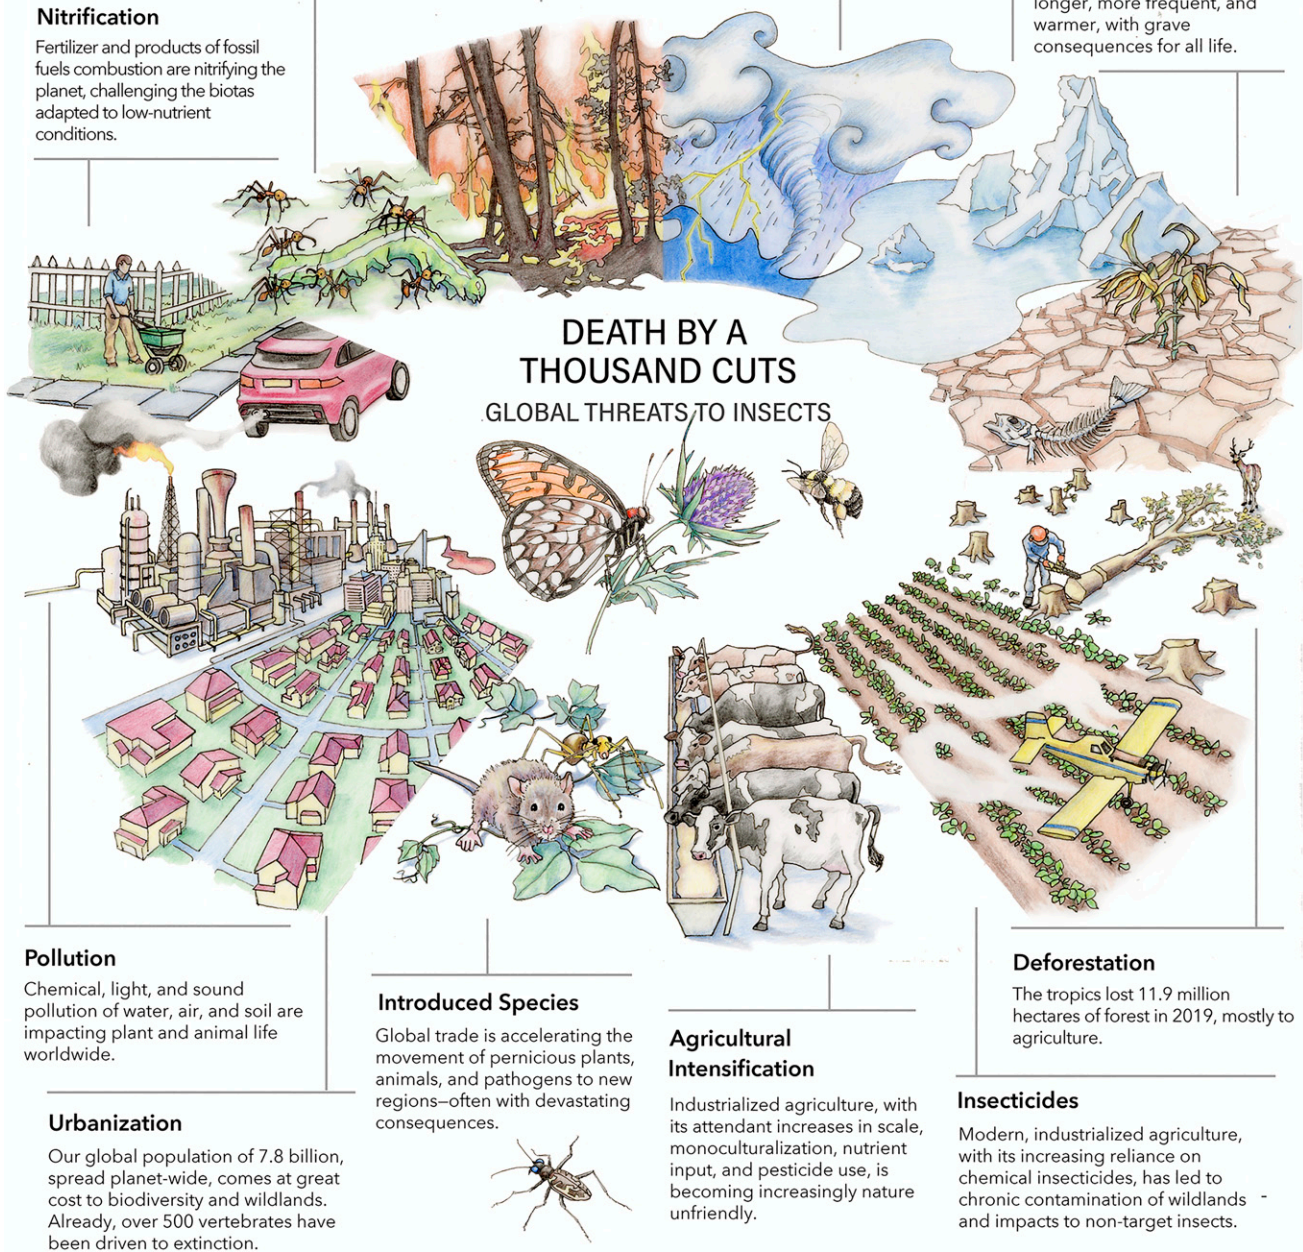 Nitrification
Fertilizer and products of fossil
fuels combustion are nitrifying the
planet, challenging the biotas
adapted to low-nutrient
conditions.
longer, more frequent, and
warmer, with grave
consequences for all life.
DEATH BY A
THOUSAND CUTS
GLOBAL THREATS TO INSECTS
Pollution
Chemical, light, and sound
pollution of water, air, and soil are
impacting plant and animal life
worldwide.
Urbanization
Our global population of 7.8 billion,
spread planet-wide, comes at great
cost to biodiversity and wildlands.
Already, over 500 vertebrates have
been driven to extinction.
Introduced Species
Global trade is accelerating the
movement of pernicious plants,
animals, and pathogens to new
regions—often with devastating
consequences.
Agricultural
Intensification
Industrialized agriculture, with
its attendant increases in scale,
monoculturalization, nutrient
input, and pesticide use, is
becoming increasingly nature
unfriendly.
Deforestation
The tropics lost 11.9 million
hectares of forest in 2019, mostly to
agriculture.
Insecticides
Modern, industrialized agriculture,
with its increasing reliance on
chemical insecticides, has led to
chronic contamination of wildlands -
and impacts to non-target insects.